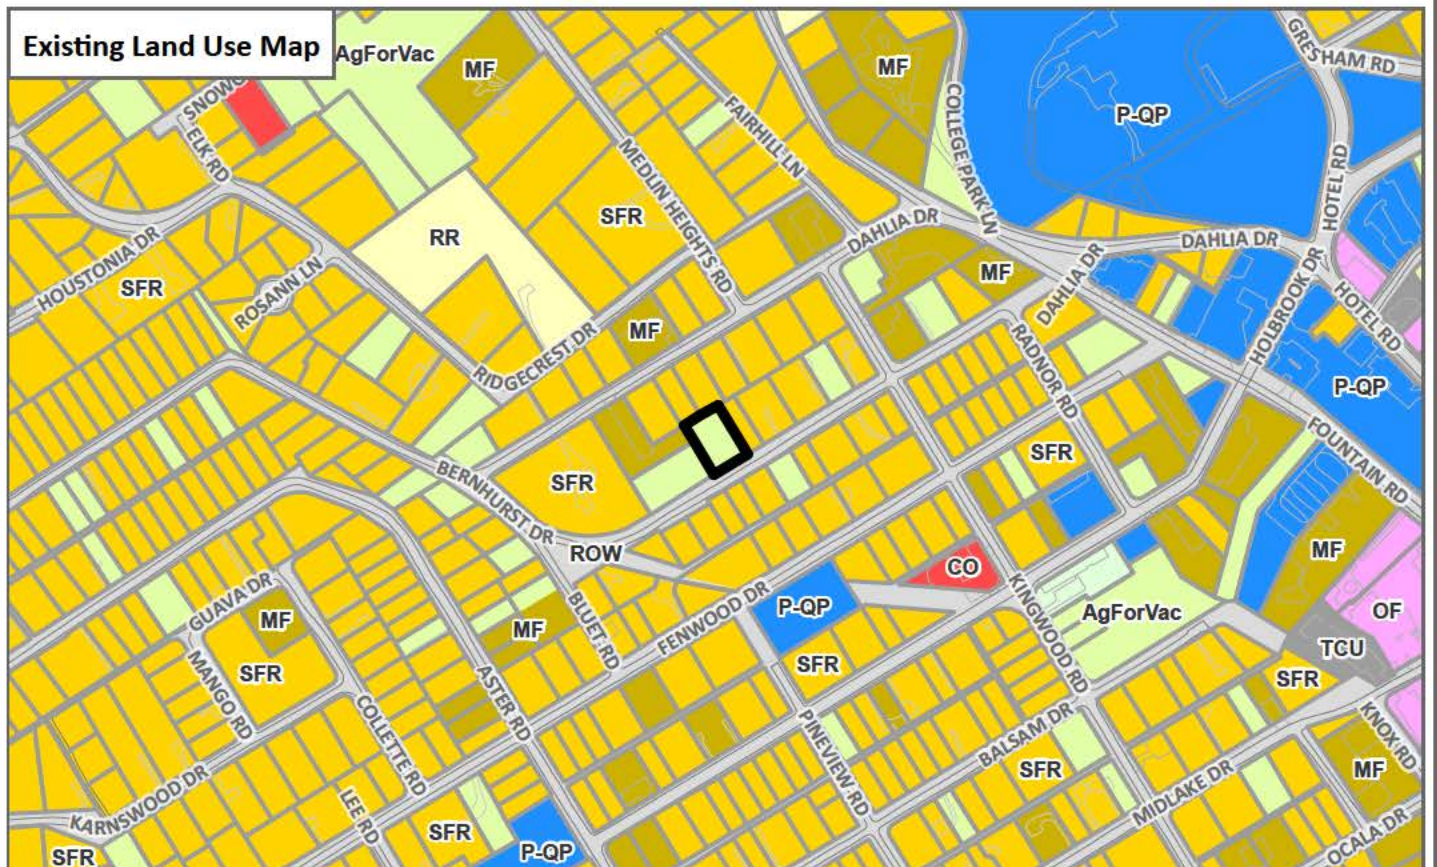 Existing Land Use Map
AgForVac
MF
MF
GRESHAM RD
SNOWC
ELK RD
FAIRHILL LN
COLLEGE PARK LN
P-QP
MEDLIN HEIGHTS RD
HOTEL RD
SFR
RR
DAHLIA DR
DAHLIA DR
HOUSTONIA DR
SFR
ROSANN LN
MF
DAHLIA DR
HOLBROOK DR
HOTEL RD
MF
RIDGECREST DR
RADNOR RD
P-QP
SFR
FOUNTAIN RD
BERNHURST DR
SFR
ROW
CO
MF
GUAVA DR
BLUET RD
FENWOOD DR
P-QP
KINGWOOD RD
AgForVac
OF
MF
MF
TCU
SFR
SFR
SFR
MANGO RD
ASTER RD
COLLETTE RD
PINEVIEW RD
BALSAM DR
KNOX RD
SFR
MF
KARNSWOOD DR
LEE RD
MIDLAKE DR
SFR
OCALA DR
SFR
P-QP